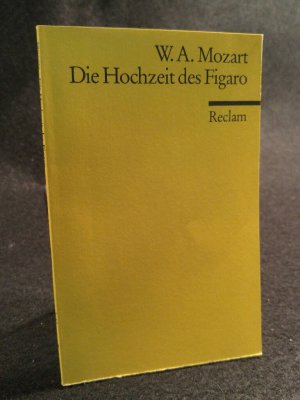 W. A. Mozart
Die Hochzeit des Figaro
Reclam